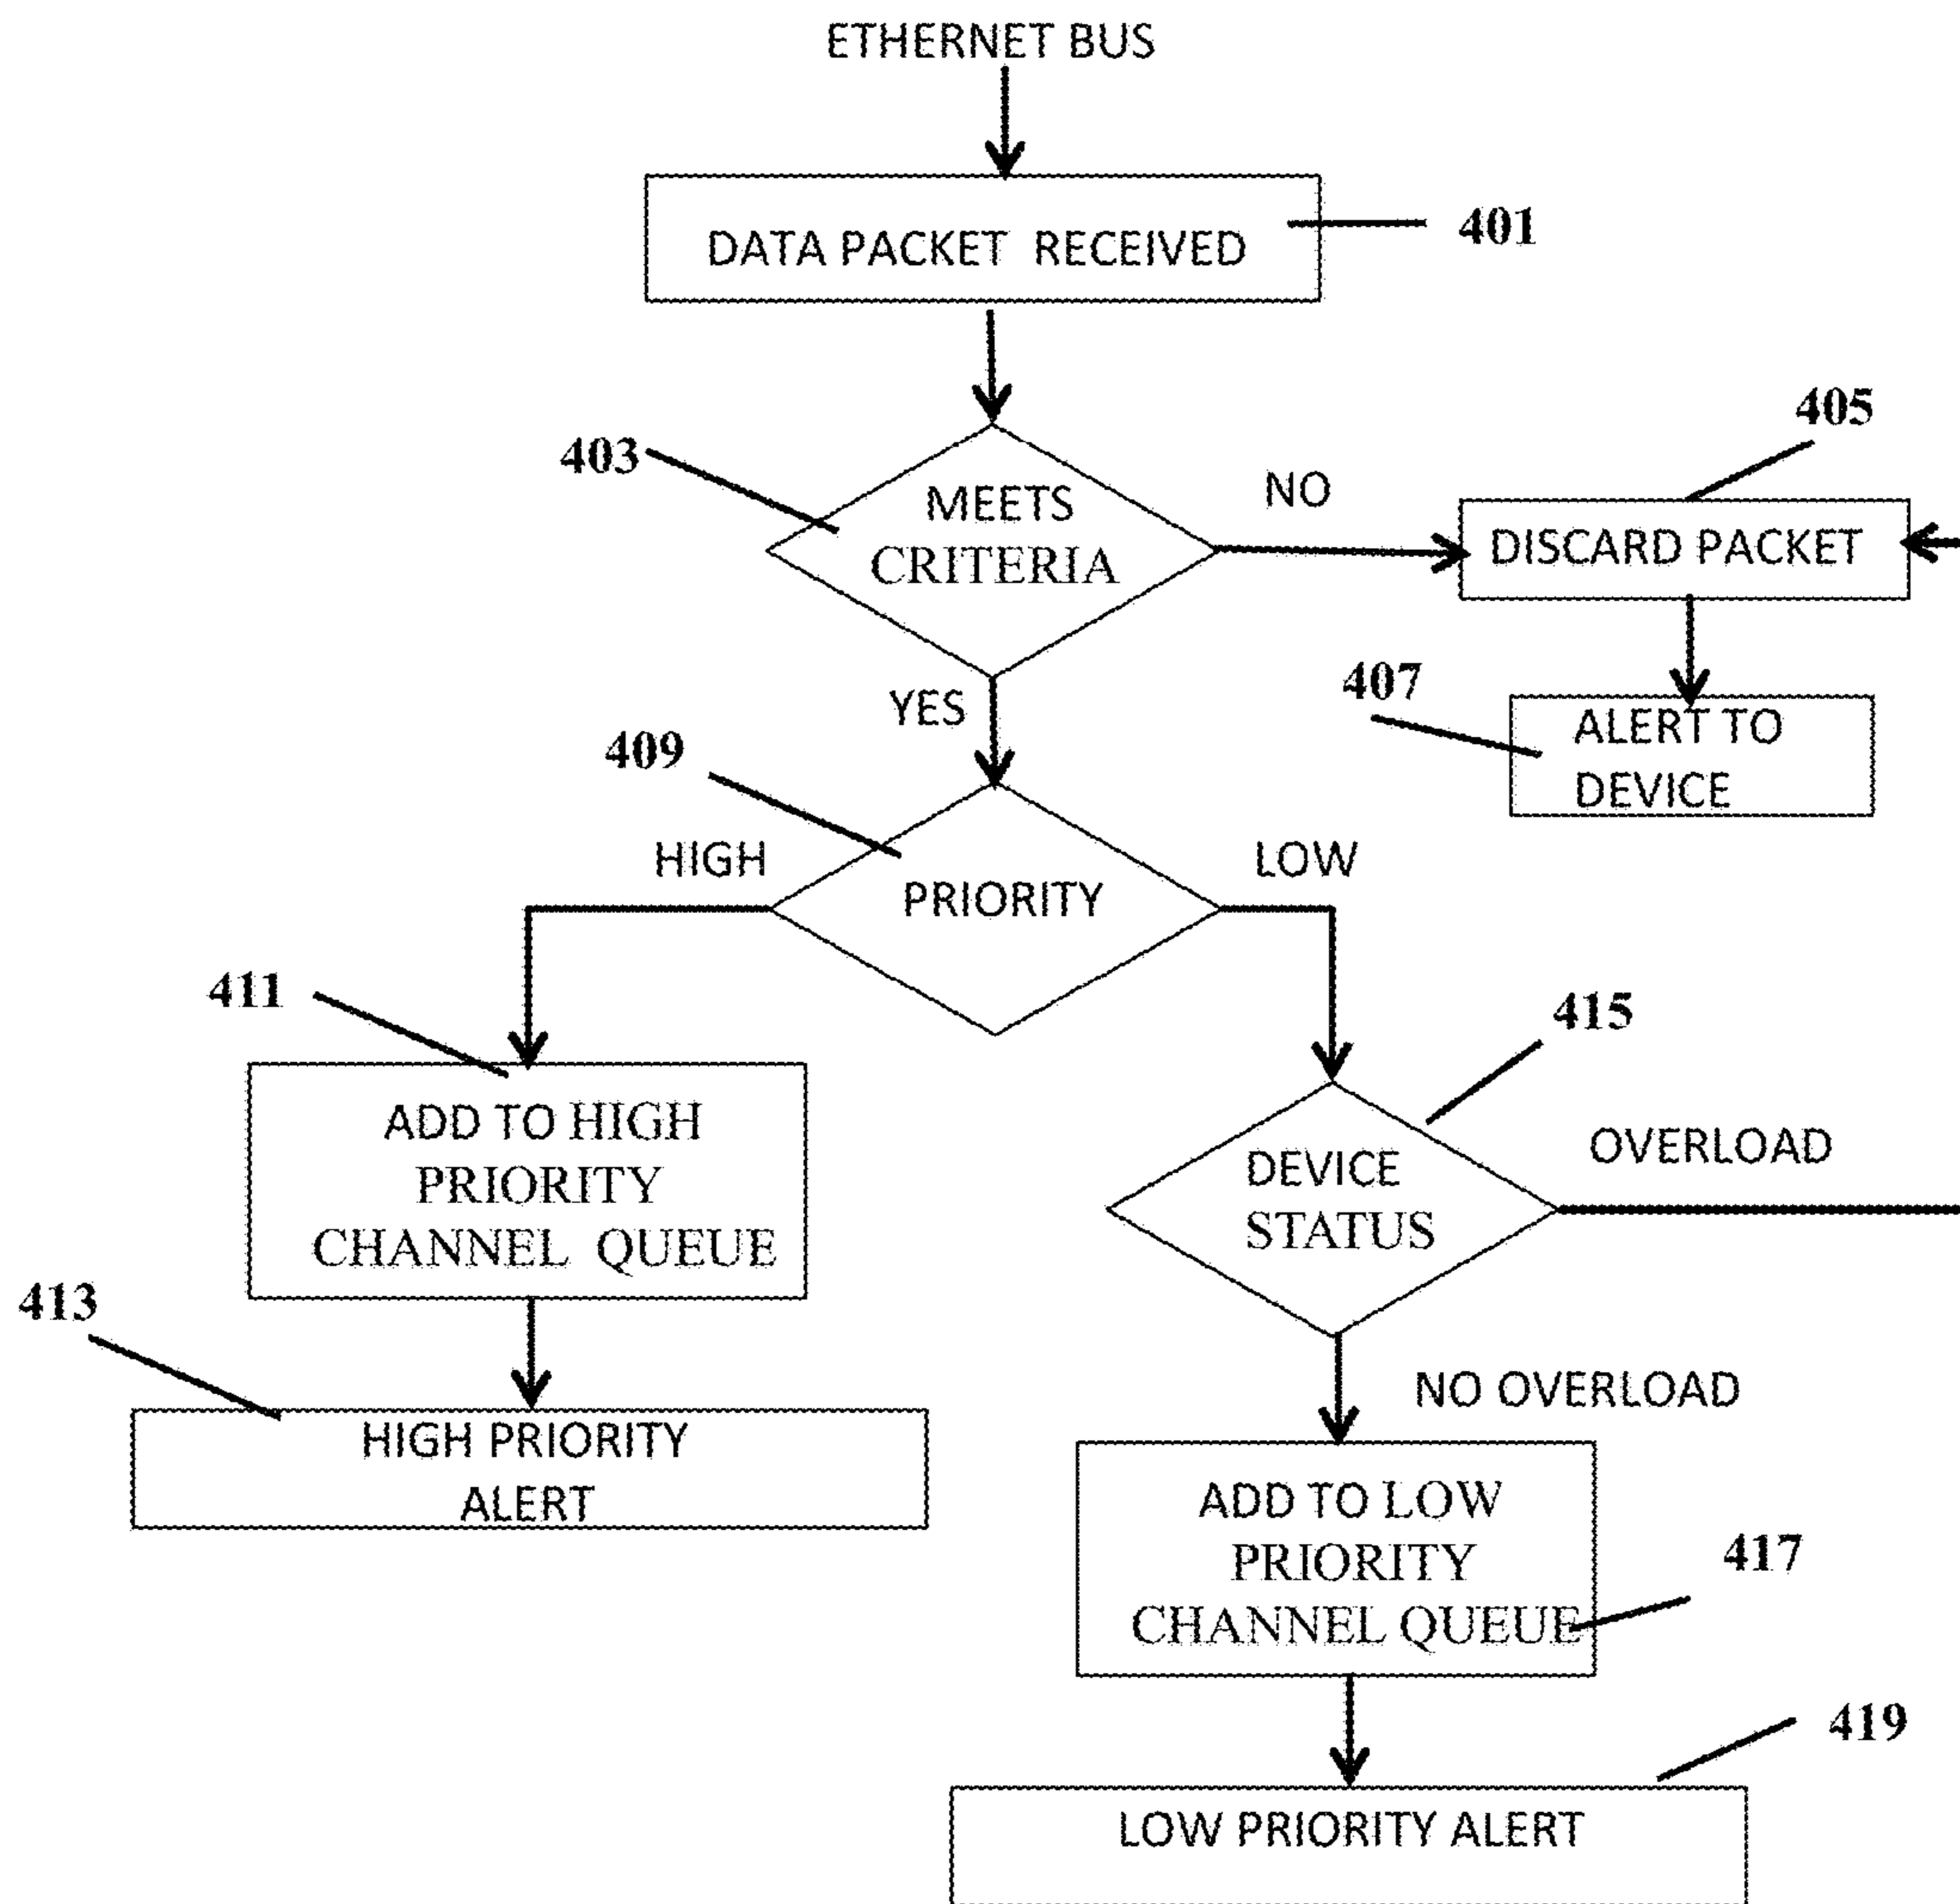 ETHERNET BUS
DATA PACKET RECEIVED
401
403
MEETS
CRITERIA
NO
405
DISCARD PACKET
YES
407
ALERT TO
DEVICE
409
HIGH
PRIORITY
LOW
411
ADD TO HIGH
PRIORITY
CHANNEL QUEUE
415
DEVICE
STATUS
OVERLOAD
413
HIGH PRIORITY
ALERT
NO OVERLOAD
ADD TO LOW
PRIORITY
CHANNEL QUEUE
417
419
LOW PRIORITY ALERT